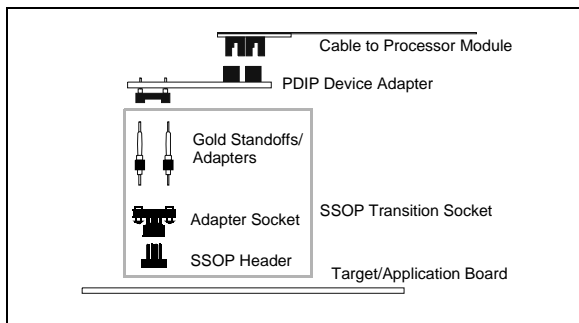 Cable to Processor Module
PDIP Device Adapter
Gold Standoffs/
Adapters
SSOP Transition Socket
Adapter Socket
SSOP Header
Target/Application Board